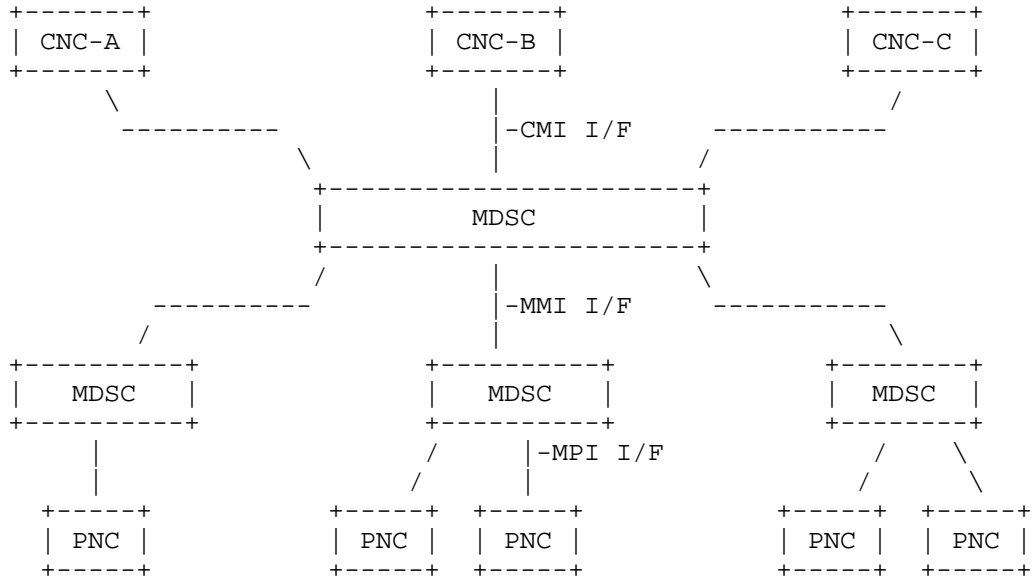 CNC-A CNC-B CNC-C
-CMI I/F
MDSC
-MMI I/F
MDSC MDSC MDSC
-MPI I/F
PNC PNC PNC PNC PNC